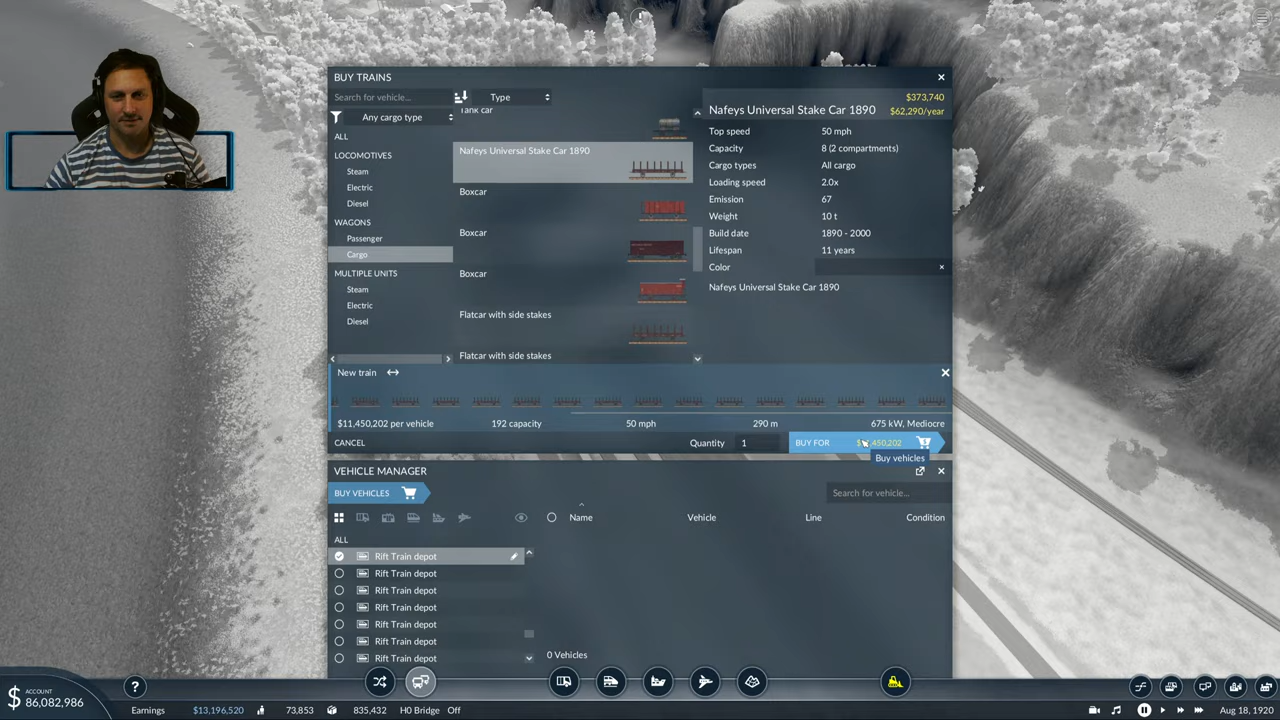 BUY TRAINS
Search for vehicle...
Type
Any cargo type
ALL
LOCOMOTIVES
Steam
Electric
Diesel
WAGONS
Passenger
Cargo
MULTIPLE UNITS
Steam
Electric
Diesel
Tank car
Nafeys Universal Stake Car 1890
Boxcar
Boxcar
Boxcar
Flatcar with side stakes
Flatcar with side stakes
$373,740
Nafeys Universal Stake Car 1890
$62,290/year
Top speed 50 mph
Capacity 8 (2 compartments)
Cargo types All cargo
Loading speed 2.0x
Emission 67
Weight 10 t
Build date 1890 - 2000
Lifespan 11 years
Color
Nafeys Universal Stake Car 1890
New train
$11,450,202 per vehicle 192 capacity 50 mph 290 m 675 kW, Mediocre
CANCEL Quantity 1 BUY FOR
Buy vehicles
VEHICLE MANAGER
BUY VEHICLES
Search for vehicle...
Name Vehicle Line Condition
ALL
Rift Train depot
Rift Train depot
Rift Train depot
Rift Train depot
Rift Train depot
Rift Train depot
Rift Train depot
0 Vehicles
$ ACCOUNT
86,082,986
?
Earnings $13,196,520 73,853 835,432 H0 Bridge Off Aug 18, 1920